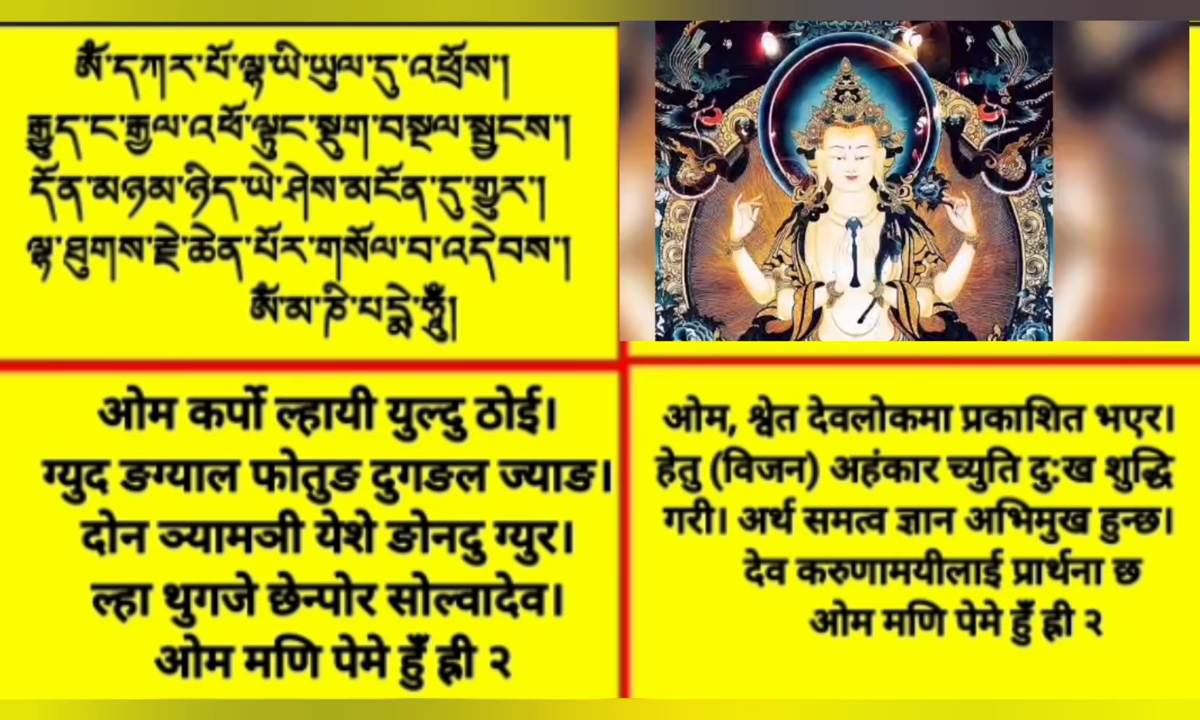 ༀ་དཀར་པོ་ལྷ་ཡི་ཡུལ་དུ་འཕྲོས།
རྒྱུད་ང་རྒྱལ་འཕོ་ལྟུང་སྡུག་བསྔལ་སྦྱངས།
དོན་མཉམ་ཉིད་ཡེ་ཤེས་མངོན་དུ་གྱུར།
ལྷ་ཐུགས་རྗེ་ཆེན་པོར་གསོལ་བ་འདེབས།
ༀ་མ་ཎི་པདྨེ་ཧཱུྃ།
ओम कर्पो ल्हायी युल्दु ठोई।
ग्युद ङग्याल फोतुङ दुगङल ज्याङ।
दोन ञ्यामञी येशे ङोनदु ग्युर।
ल्हा थुगजे छेन्पोर सोल्वादेव।
ओम मणि पेमे हुँ ह्री २
ओम, श्वेत देवलोकमा प्रकाशित भएर।
हेतु (विजन) अहंकार च्युति दुःख शुद्धि
गरी। अर्थ समत्व ज्ञान अभिमुख हुन्छ।
देव करुणामयीलाई प्रार्थना छ
ओम मणि पेमे हुँ ह्री २